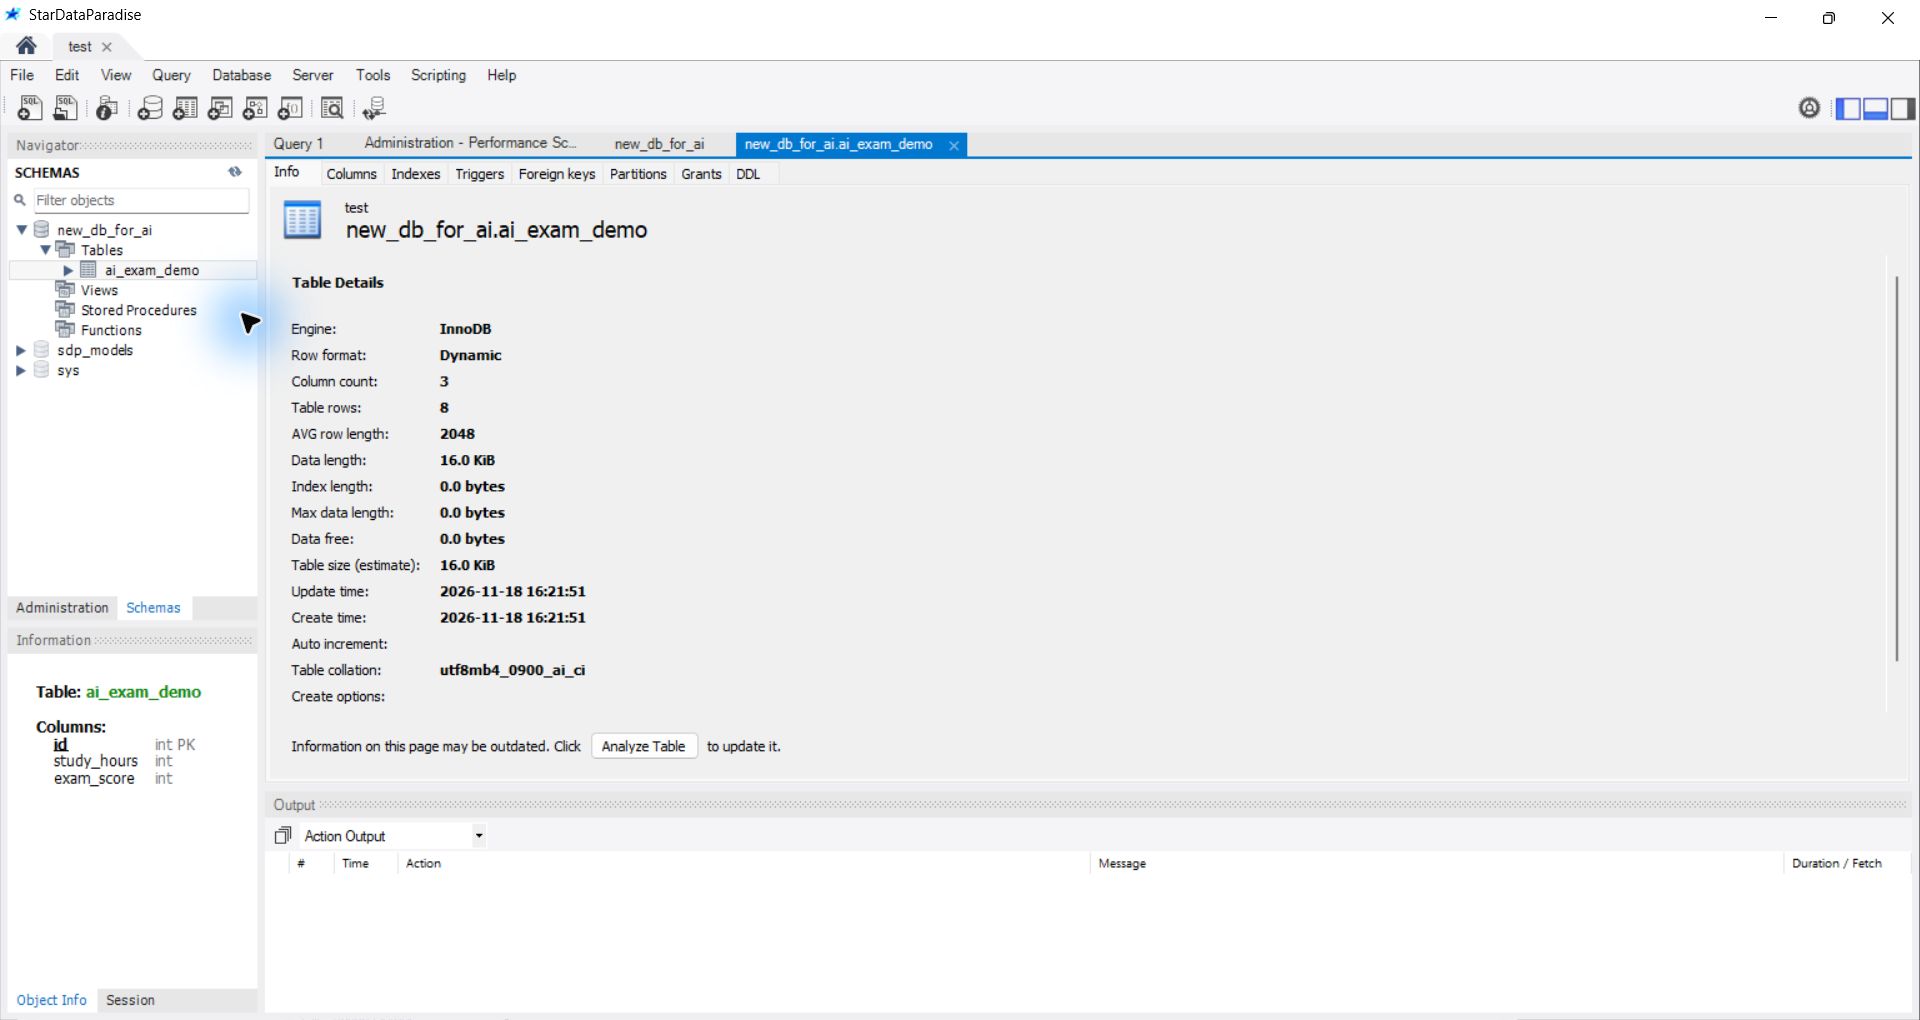 StarDataParadise
test
File Edit View Query Database Server Tools Scripting Help
SQL SQL
Navigator
SCHEMAS
Filter objects
new_db_for_ai
Tables
ai_exam_demo
Views
Stored Procedures
Functions
sdp_models
sys
Administration Schemas
Information
Table: ai_exam_demo
Columns:
id int PK
study_hours int
exam_score int
Object Info Session
Query 1 Administration - Performance Sc... new_db_for_ai new_db_for_ai.ai_exam_demo
Info Columns Indexes Triggers Foreign keys Partitions Grants DDL
test
new_db_for_ai.ai_exam_demo
Table Details
Engine: InnoDB
Row format: Dynamic
Column count: 3
Table rows: 8
AVG row length: 2048
Data length: 16.0 KiB
Index length: 0.0 bytes
Max data length: 0.0 bytes
Data free: 0.0 bytes
Table size (estimate): 16.0 KiB
Update time: 2026-11-18 16:21:51
Create time: 2026-11-18 16:21:51
Auto increment:
Table collation: utf8mb4_0900_ai_ci
Create options:
Information on this page may be outdated. Click Analyze Table to update it.
Output
Action Output
# Time Action Message Duration / Fetch